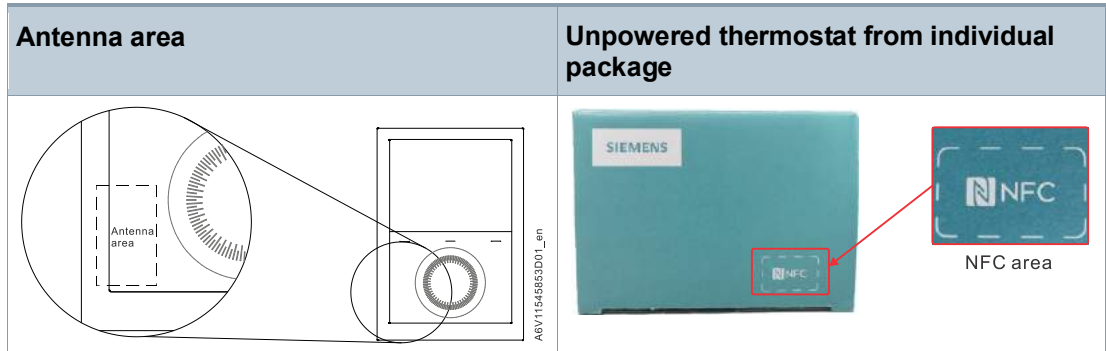 Antenna area
Unpowered thermostat from individual
package
Antenna
area
A6V11545853D01_en
SIEMENS
NFC
NFC
NFC area